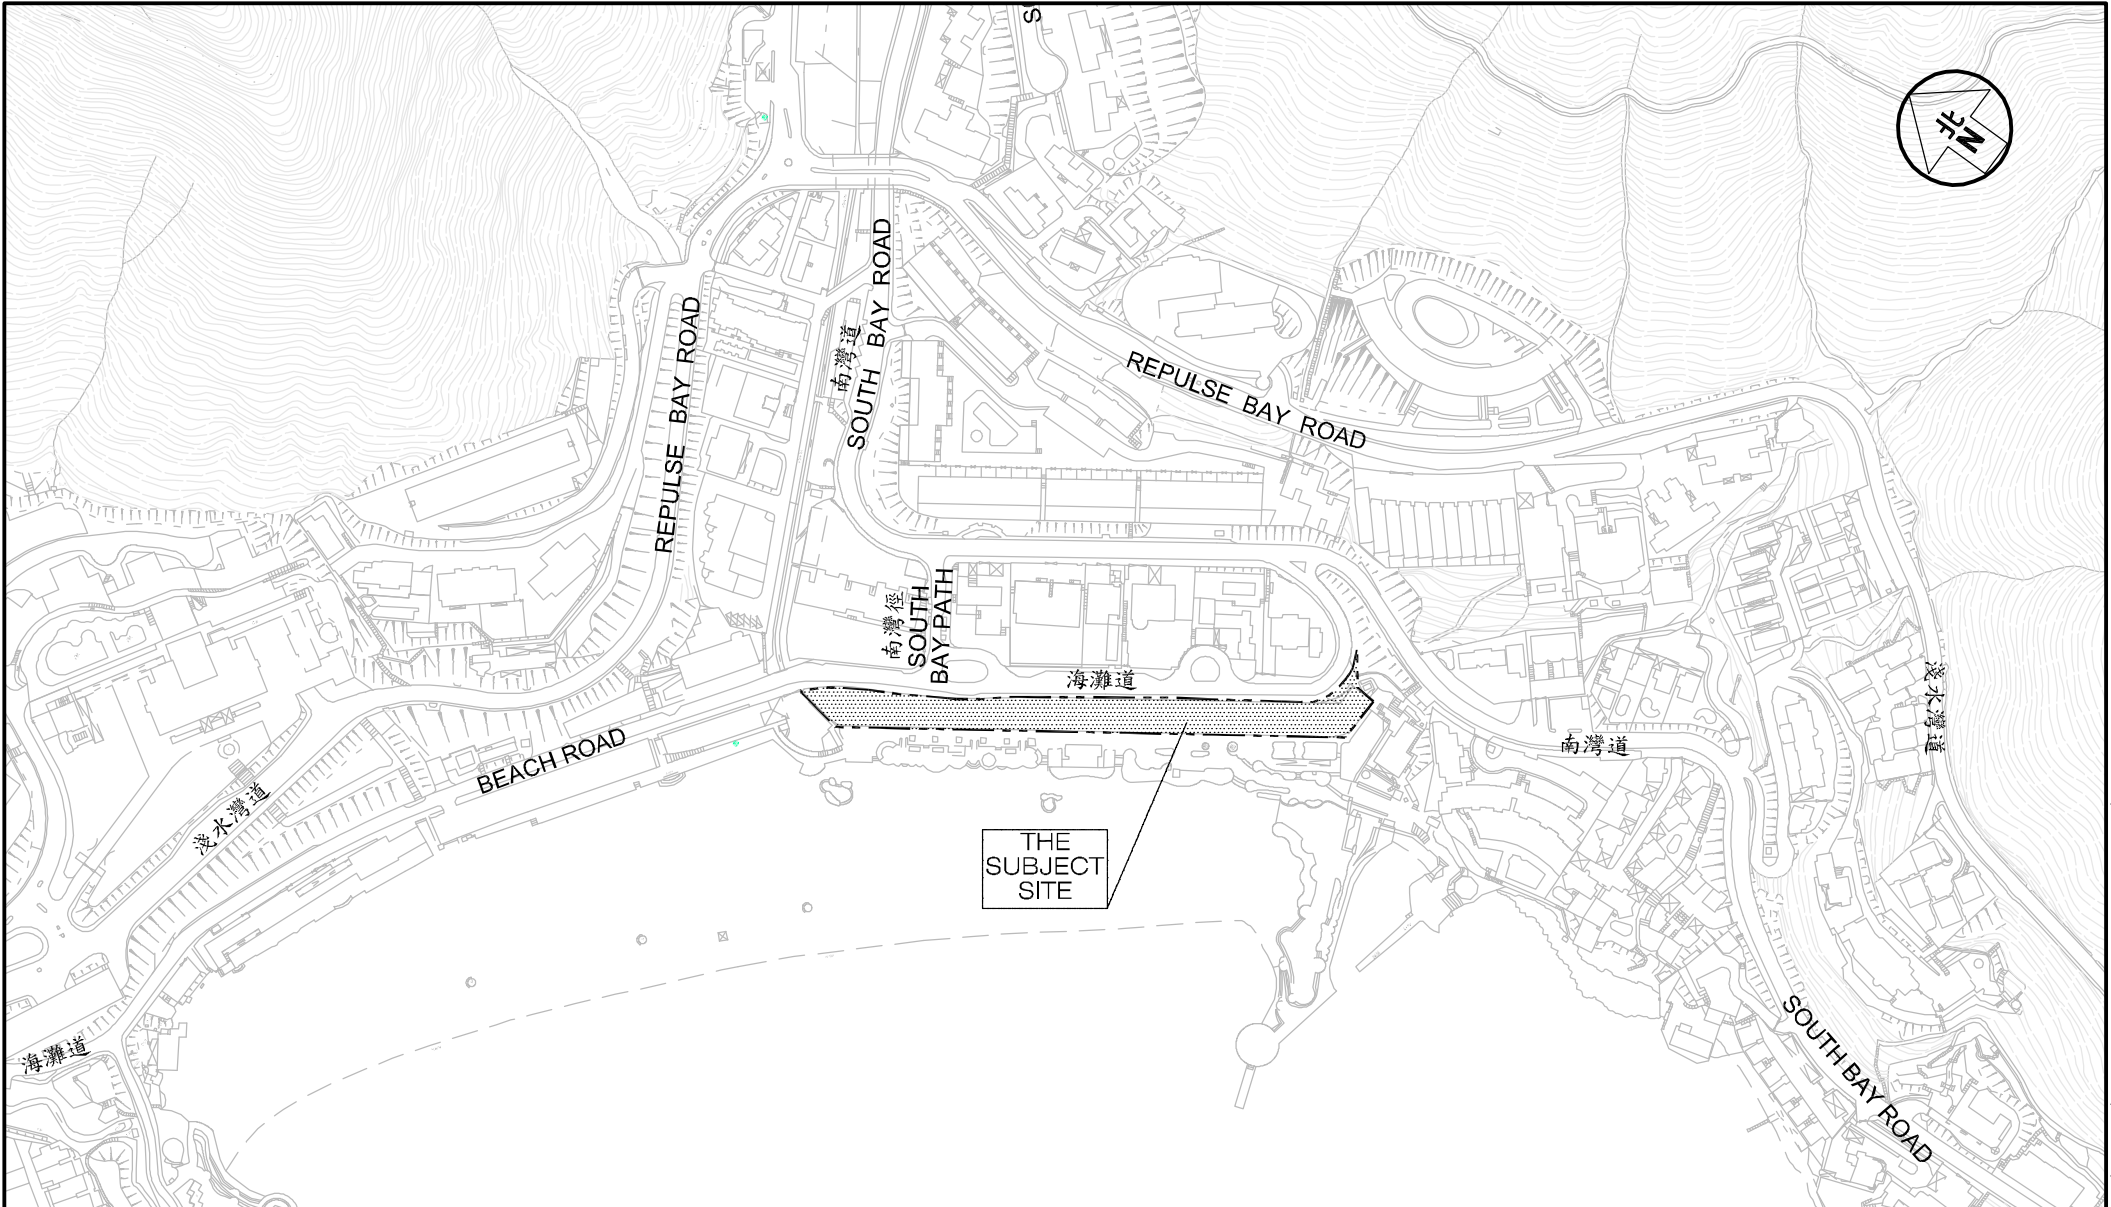 北
N
SOUTH BAY ROAD
南灣道
REPULSE BAY ROAD
REPULSE BAY ROAD
南灣徑
SOUTH
BAY PATH
海灘道
淺水灣道
南灣道
BEACH ROAD
淺水灣道
THE
SUBJECT
SITE
海灘道
SOUTH BAY ROAD